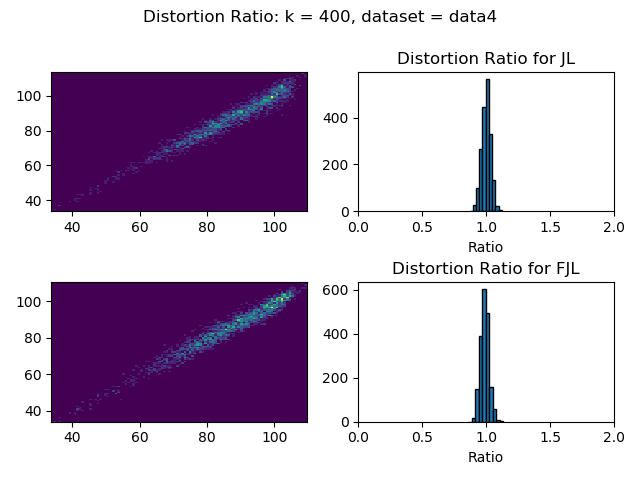 Distortion Ratio: k = 400, dataset = data4
100
80
60
40
40 60 80 100
Distortion Ratio for JL
400
200
0
0.0 0.5 1.0 1.5 2.0
Ratio
100
80
60
40
40 60 80 100
Distortion Ratio for FJL
600
400
200
0
0.0 0.5 1.0 1.5 2.0
Ratio